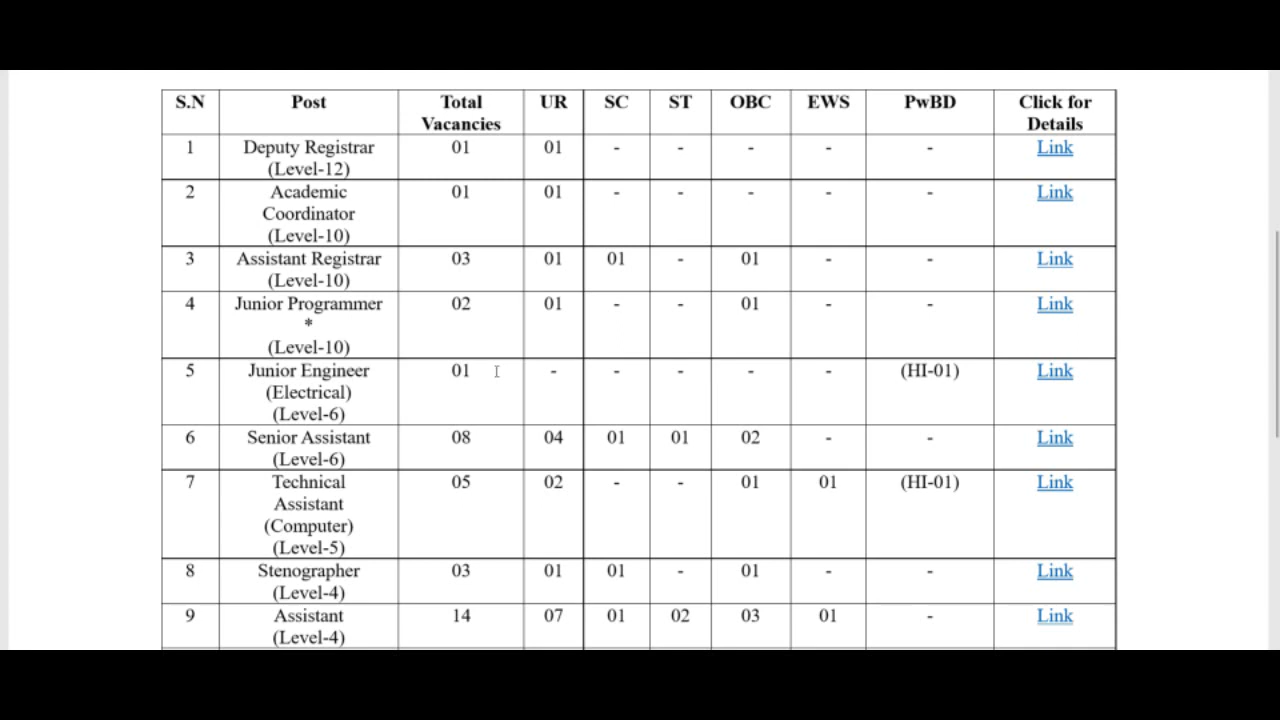 S.N Post Total Vacancies UR SC ST OBC EWS PwBD Click for Details
1 Deputy Registrar (Level-12) 01 01 - - - - - Link
2 Academic Coordinator (Level-10) 01 01 - - - - - Link
3 Assistant Registrar (Level-10) 03 01 01 - 01 - - Link
4 Junior Programmer * (Level-10) 02 01 - - 01 - - Link
5 Junior Engineer (Electrical) (Level-6) 01 - - - - - (HI-01) Link
6 Senior Assistant (Level-6) 08 04 01 01 02 - - Link
7 Technical Assistant (Computer) (Level-5) 05 02 - - 01 01 (HI-01) Link
8 Stenographer (Level-4) 03 01 01 - 01 - - Link
9 Assistant (Level-4) 14 07 01 02 03 01 - Link